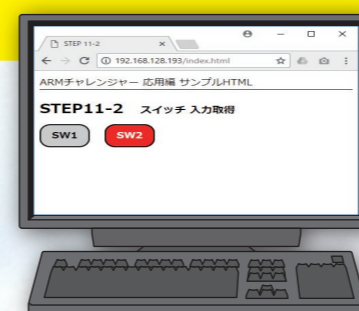 STEP 11-2
192.168.128.193/index.html
ARMチャレンジャー 応用編 サンプルHTML
STEP11-2 スイッチ 入力取得
SW1 SW2